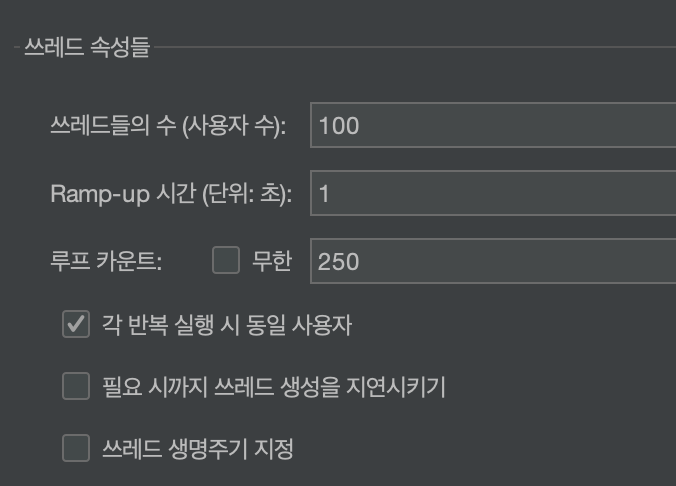 쓰레드 속성들
쓰레드들의 수 (사용자 수): 100
Ramp-up 시간 (단위: 초): 1
루프 카운트: 무한 250
각 반복 실행 시 동일 사용자
필요 시까지 쓰레드 생성을 지연시키기
쓰레드 생명주기 지정